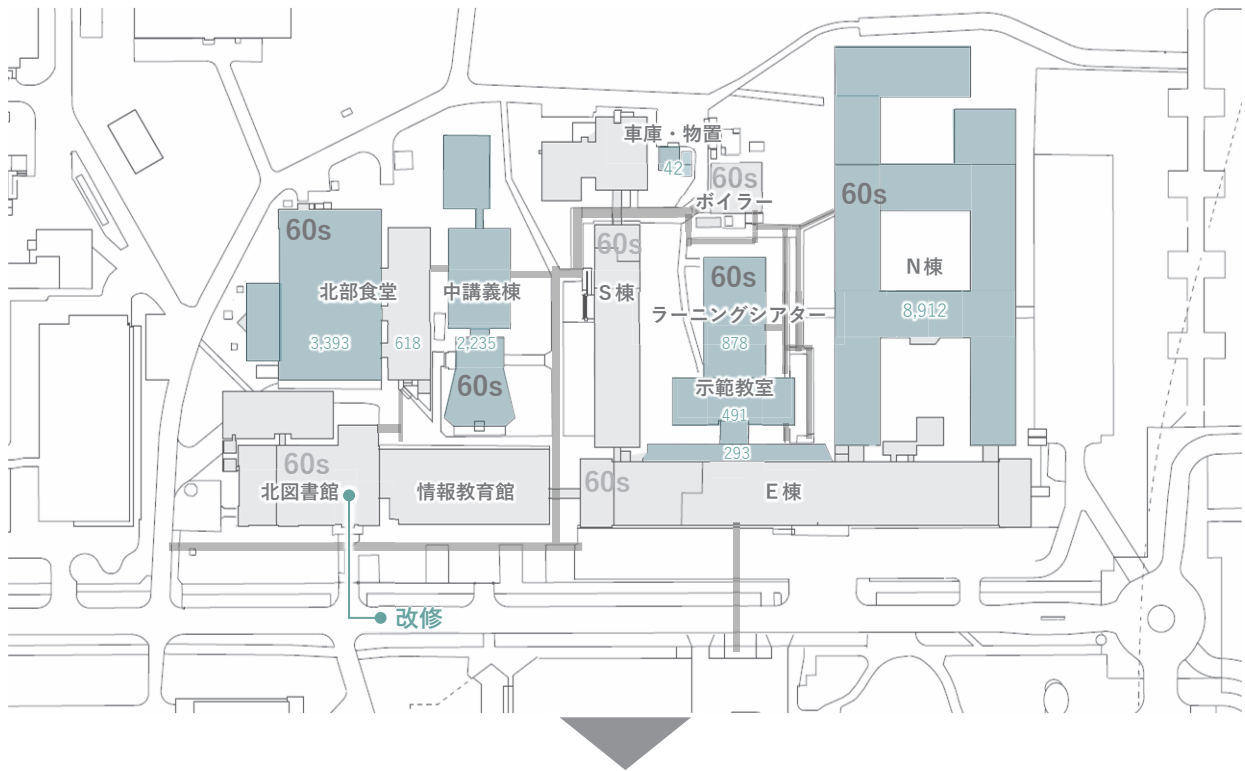 車庫・物置
42
60s
ボイラー
60s
60s
60s
60s
N棟
北部食堂
中講義棟
S棟
ラーニングシアター
8,912
3,393
618
2,235
878
60s
示範教室
491
293
60s
60s
北図書館
情報教育館
E棟
改修